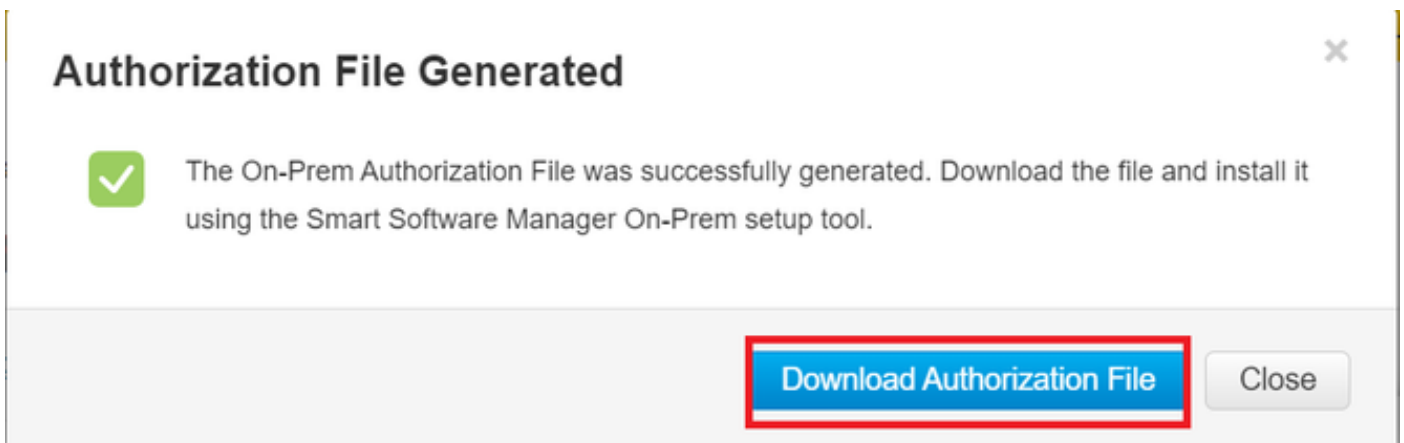 Authorization File Generated
The On-Prem Authorization File was successfully generated. Download the file and install it
using the Smart Software Manager On-Prem setup tool.
Download Authorization File
Close